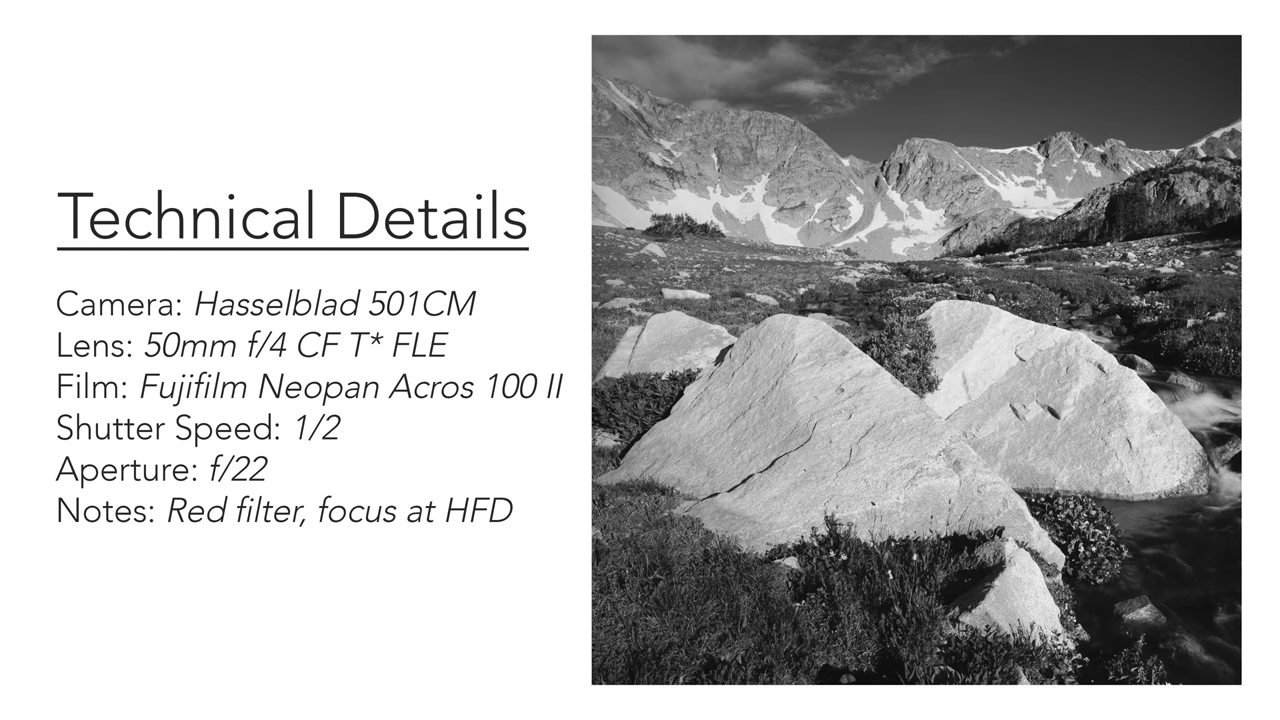 Technical Details
Camera: Hasselblad 501CM
Lens: 50mm f/4 CF T* FLE
Film: Fujifilm Neopan Acros 100 II
Shutter Speed: 1/2
Aperture: f/22
Notes: Red filter, focus at HFD